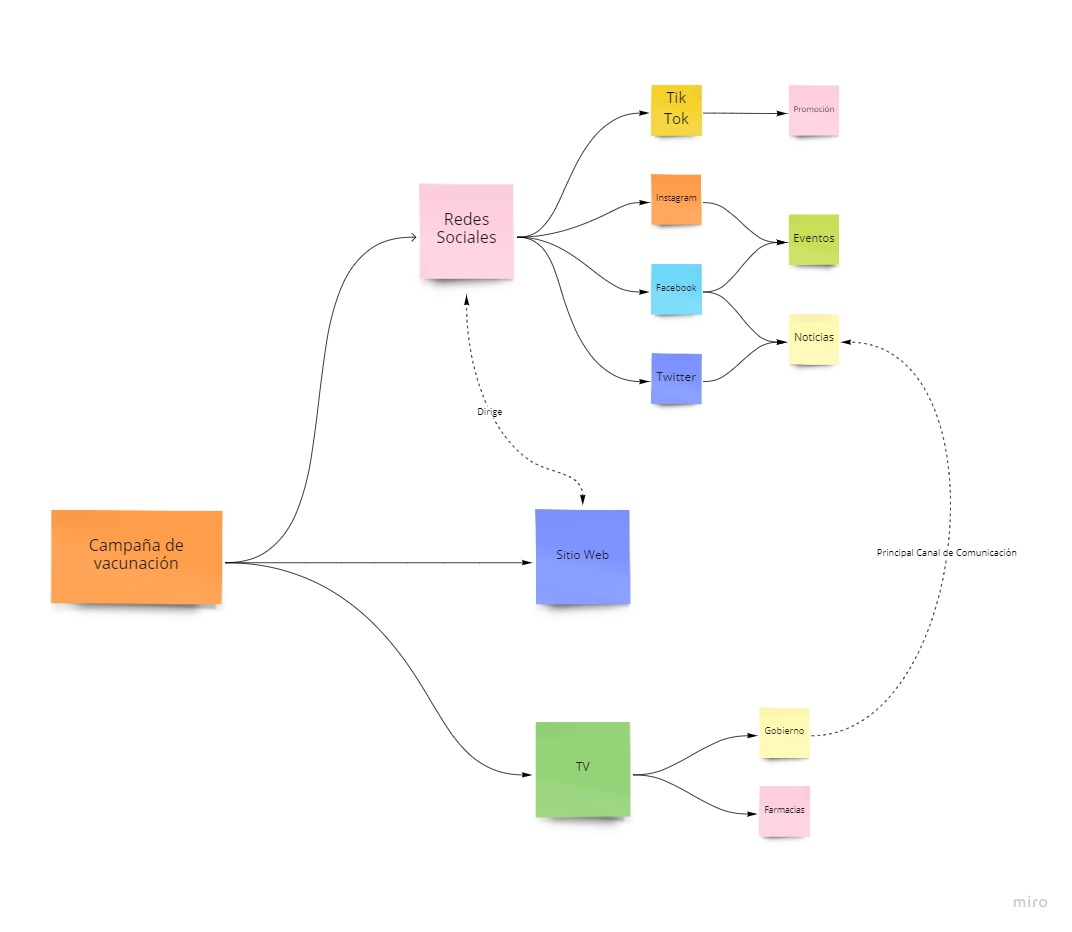 Tik
Tok
Promoción
Instagram
Redes
Sociales
Eventos
Facebook
Noticias
Twitter
Dirige
Campaña de
vacunación
Sitio Web
Principal Canal de Comunicación
Gobierno
TV
Farmacias
miro